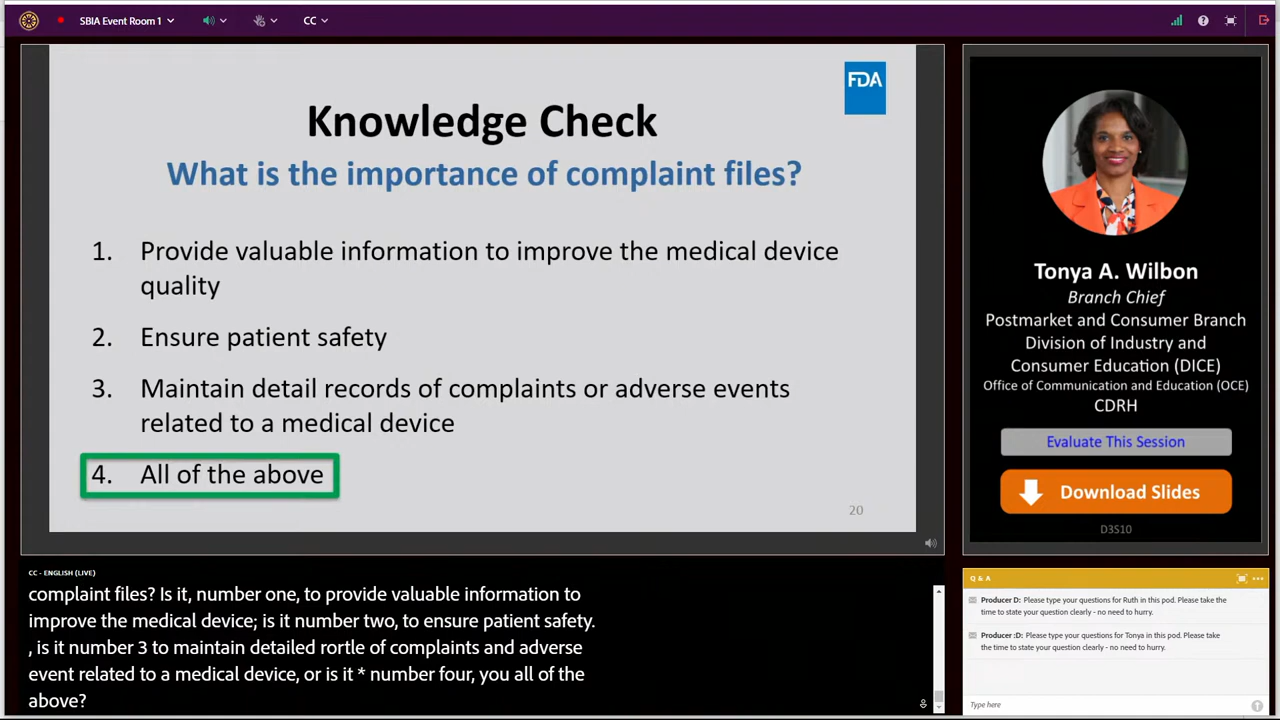 SBIA Event Room 1
CC
FDA
Knowledge Check
What is the importance of complaint files?
1. Provide valuable information to improve the medical device
quality
2. Ensure patient safety
3. Maintain detail records of complaints or adverse events
related to a medical device
4. All of the above
20
Tonya A. Wilbon
Branch Chief
Postmarket and Consumer Branch
Division of Industry and
Consumer Education (DICE)
Office of Communication and Education (OCE)
CDRH
Evaluate This Session
Download Slides
D3S10
CC - ENGLISH (LIVE)
complaint files? Is it, number one, to provide valuable information to
improve the medical device; is it number two, to ensure patient safety.
, is it number 3 to maintain detailed rortle of complaints and adverse
event related to a medical device, or is it * number four, you all of the
above?
Q & A
Producer D: Please type your questions for Ruth in this pod. Please take the
time to state your question clearly - no need to hurry.
Producer :D: Please type your questions for Tonya in this pod. Please take
the time to state your question clearly - no need to hurry.
Type here